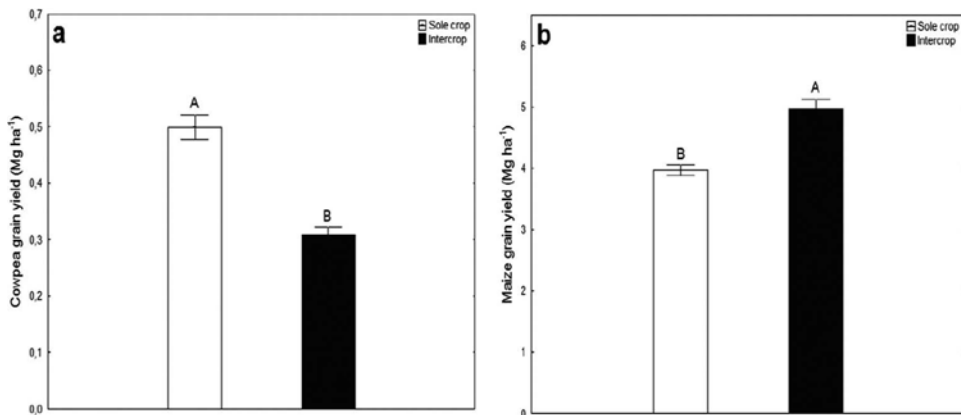 a
Sole crop
Intercrop
Cowpea grain yield (Mg ha⁻¹)
0,7
0,6
0,5
0,4
0,3
0,2
0,1
0,0
A
B
b
Sole crop
Intercrop
Maize grain yield (Mg ha⁻¹)
6
5
4
3
2
1
0
B
A